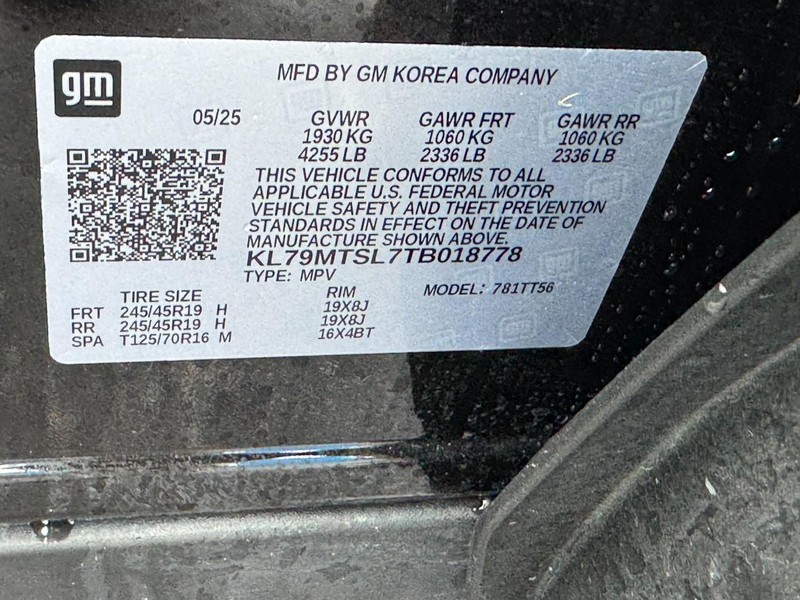 gm
MFD BY GM KOREA COMPANY
05/25 GVWR GAWR FRT GAWR RR
1930 KG 1060 KG 1060 KG
4255 LB 2336 LB 2336 LB
THIS VEHICLE CONFORMS TO ALL
APPLICABLE U.S. FEDERAL MOTOR
VEHICLE SAFETY AND THEFT PREVENTION
STANDARDS IN EFFECT ON THE DATE OF
MANUFACTURE SHOWN ABOVE.
KL79MTSL7TB018778
TYPE: MPV MODEL: 781TT56
TIRE SIZE RIM
FRT 245/45R19 H 19X8J
RR 245/45R19 H 19X8J
SPA T125/70R16 M 16X4BT